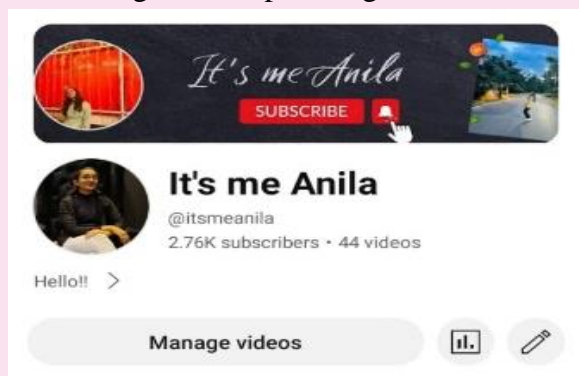 It's me Anila
SUBSCRIBE
It's me Anila
@itsmeanila
2.76K subscribers • 44 videos
Hello!! >
Manage videos